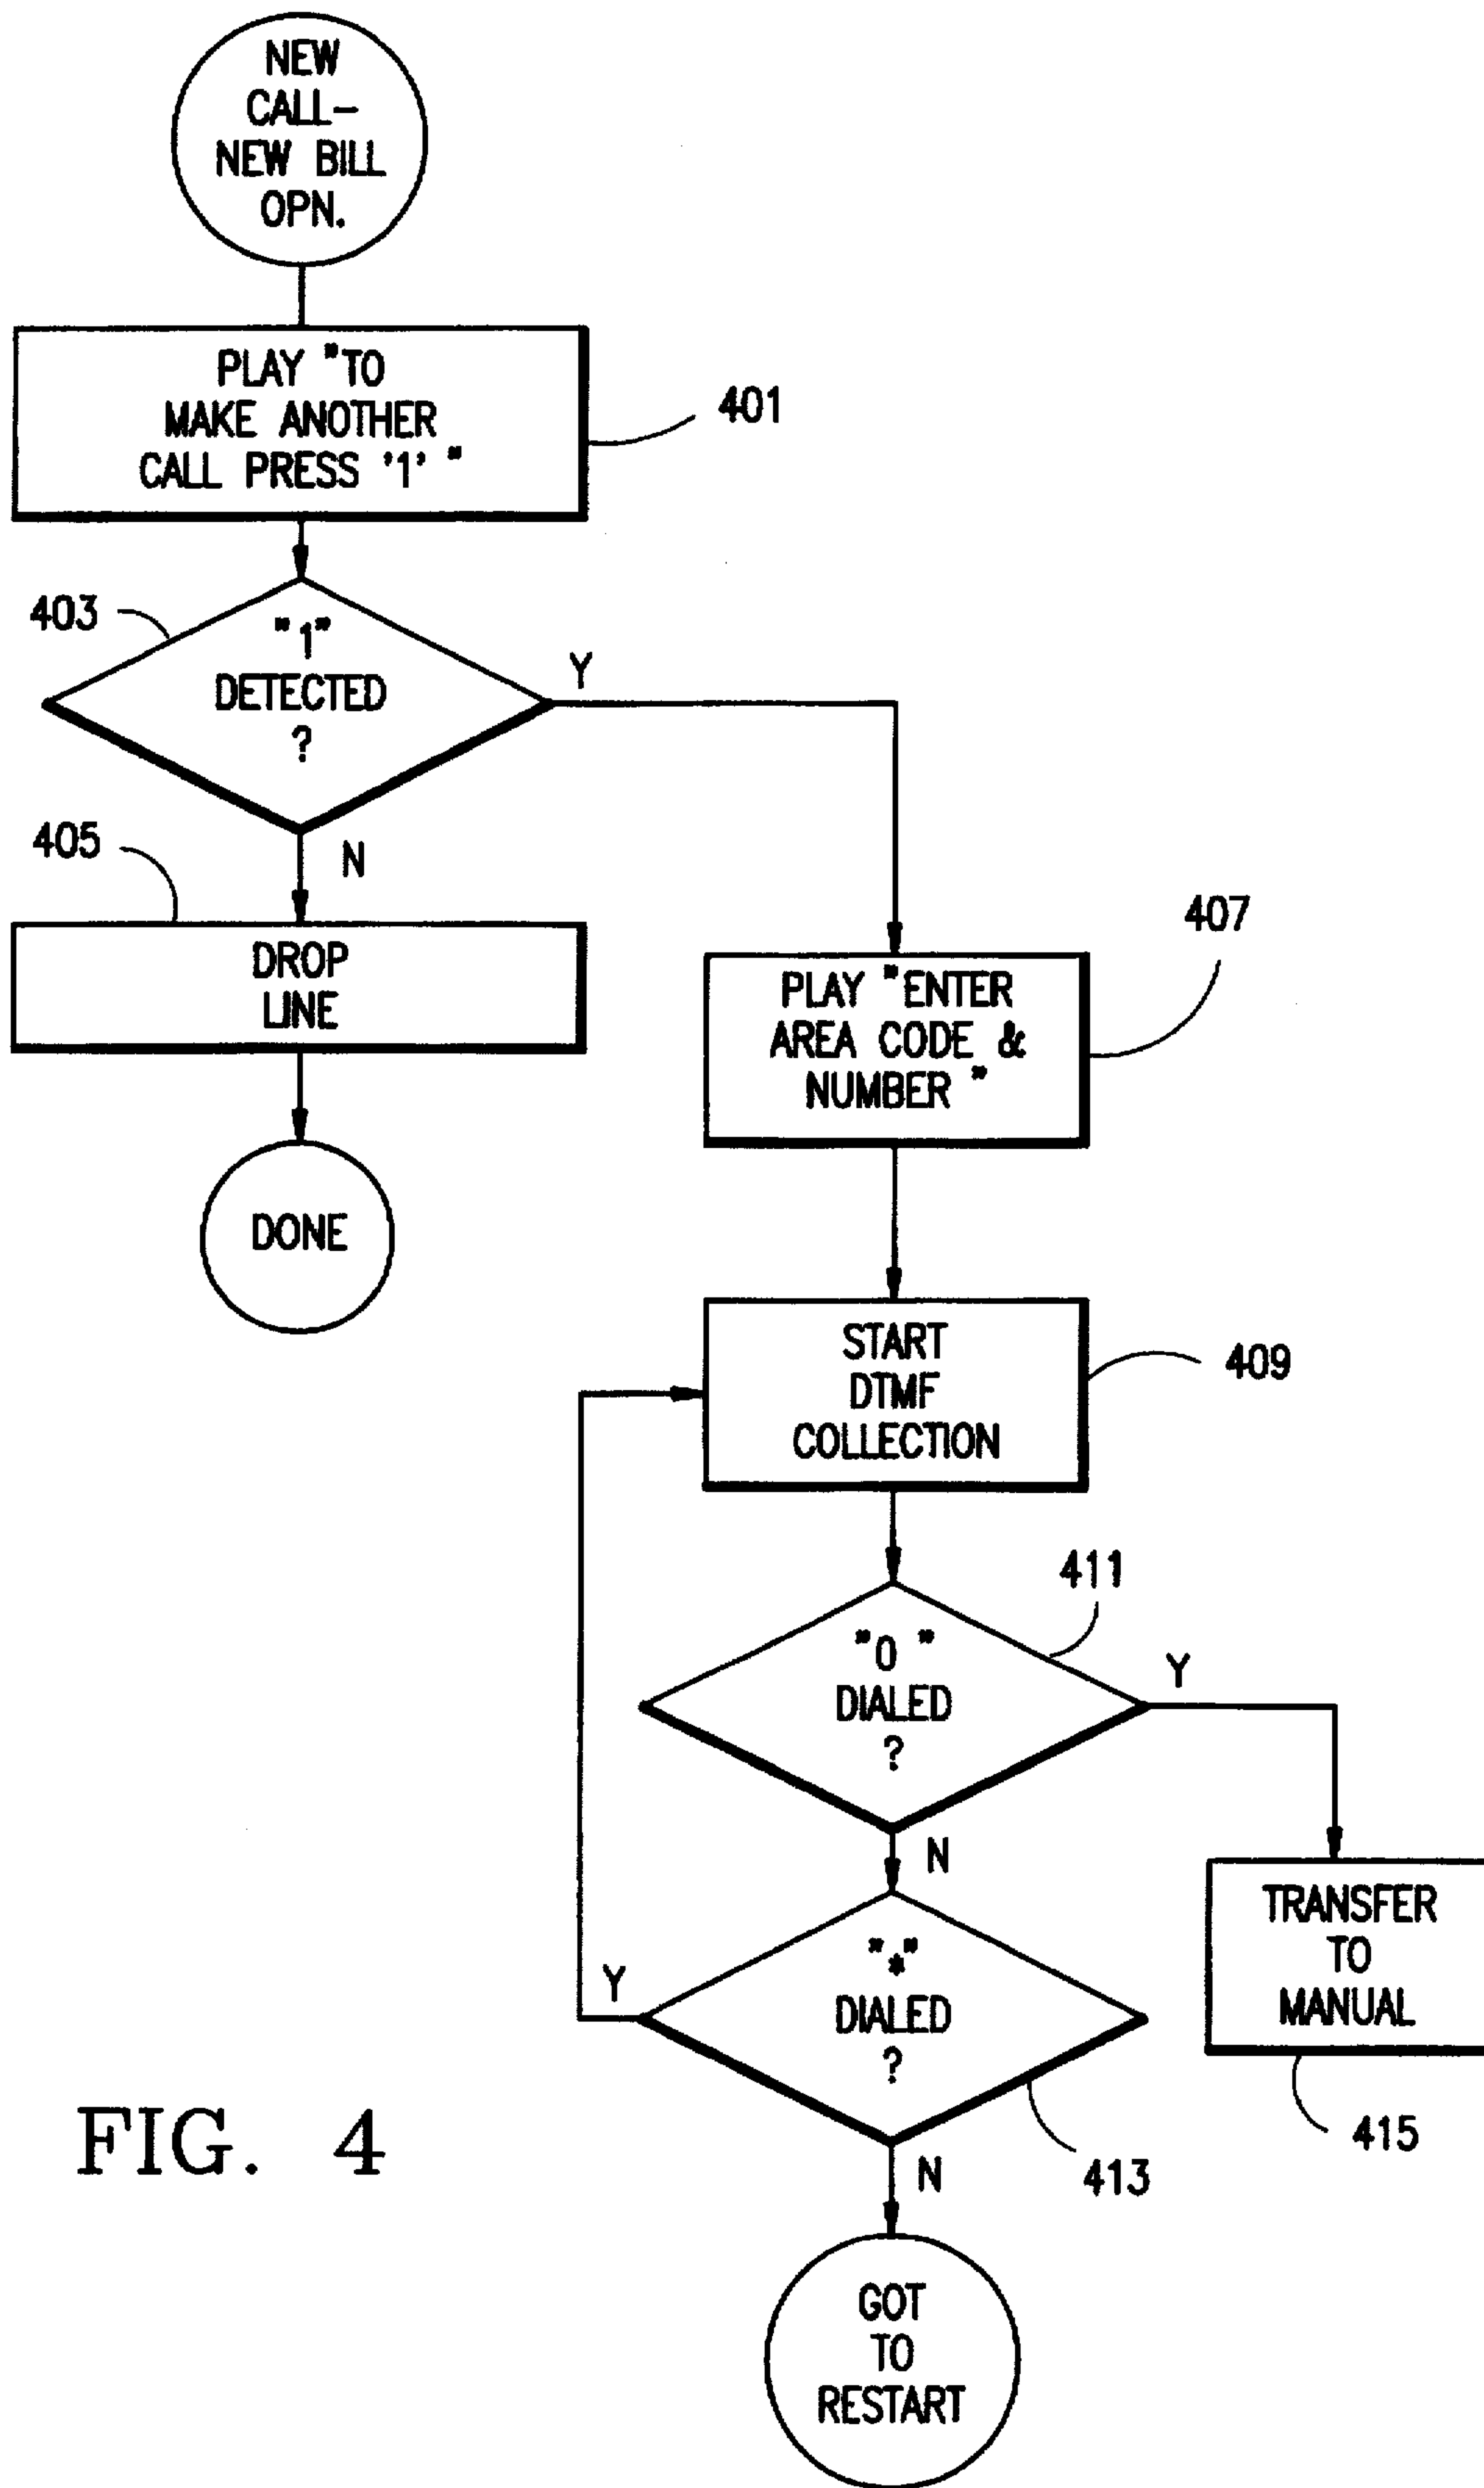 NEW
CALL-
NEW BILL
OPN.
PLAY "TO
MAKE ANOTHER
CALL PRESS '1' "
401
403
"1"
DETECTED
?
Y
N
405
DROP
LINE
DONE
407
PLAY "ENTER
AREA CODE &
NUMBER "
START
DTMF
COLLECTION
409
411
"0 "
DIALED
?
Y
N
"*"
DIALED
?
Y
N
413
TRANSFER
TO
MANUAL
415
GOT
TO
RESTART
FIG. 4